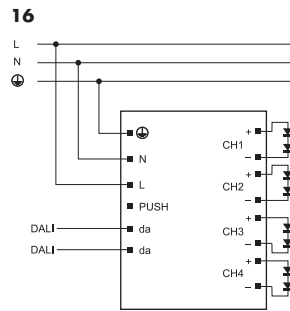 16
L
N
N
L
PUSH
DALI da
DALI da
+
CH1
–
+
CH2
–
+
CH3
–
+
CH4
–